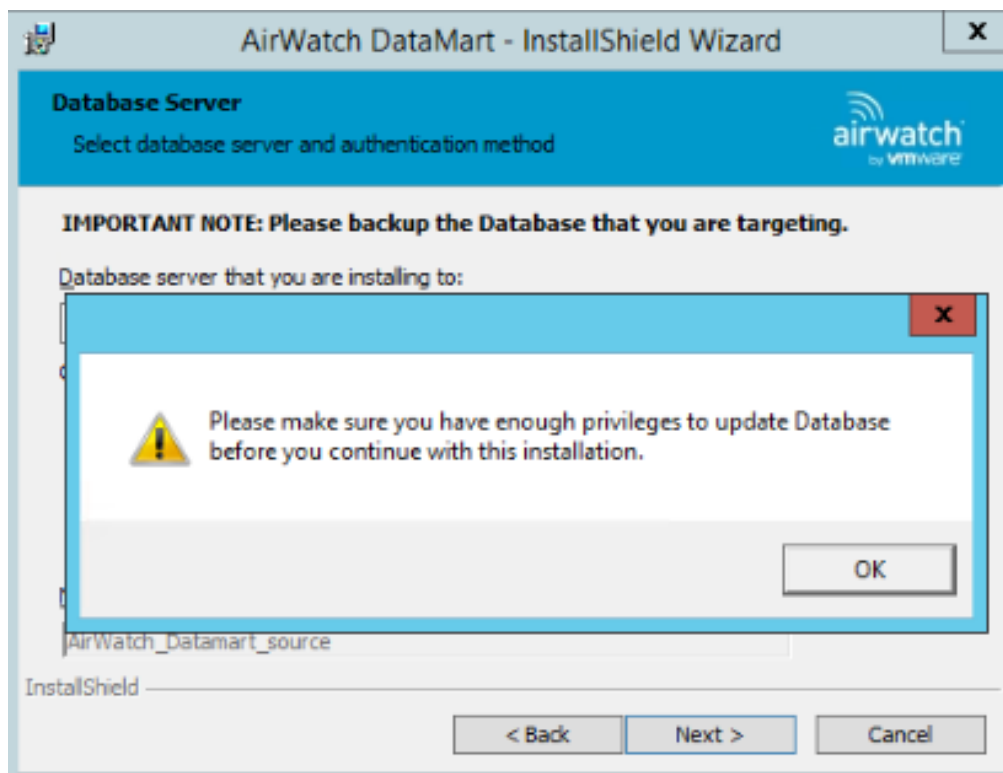 AirWatch DataMart - InstallShield Wizard
X
Database Server
Select database server and authentication method
airwatch
by vmware
IMPORTANT NOTE: Please backup the Database that you are targeting.
Database server that you are installing to:
x
Please make sure you have enough privileges to update Database
before you continue with this installation.
OK
AirWatch_Datamart_source
InstallShield
< Back
Next >
Cancel